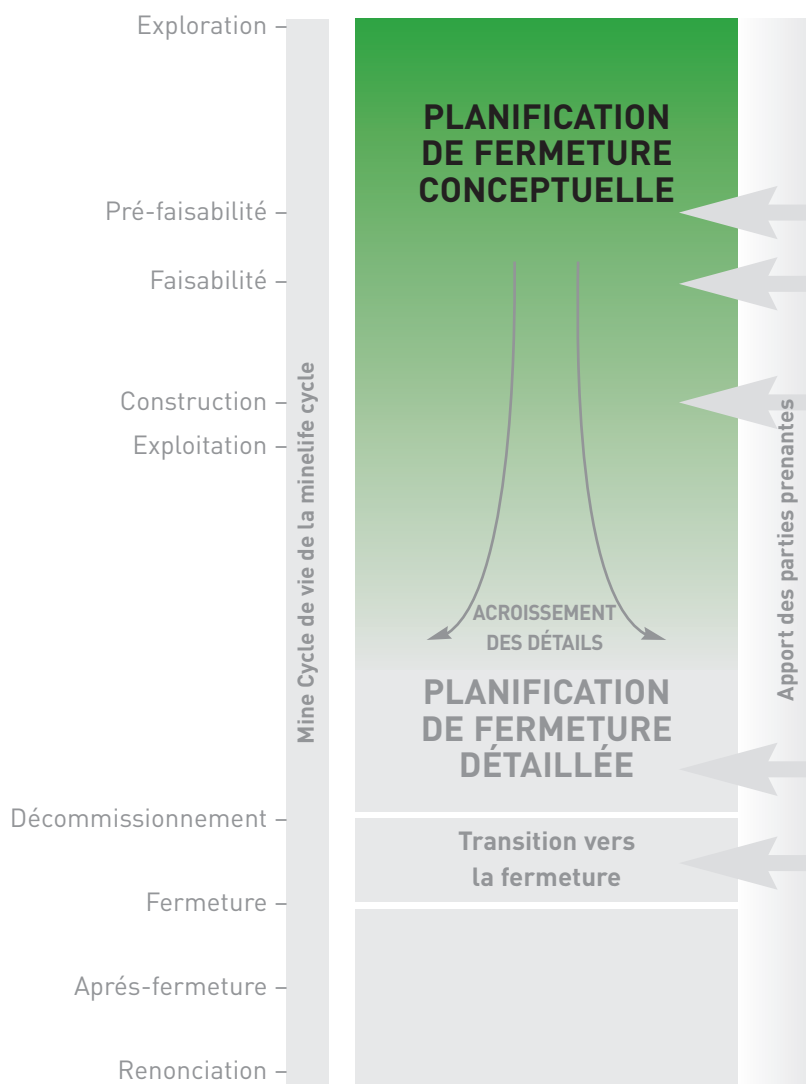 Exploration
Pré-faisabilité
Faisabilité
Construction
Exploitation
Décommissionnement
Fermeture
Aprés-fermeture
Renonciation
Mine Cycle de vie de la minelife cycle
PLANIFICATION
DE FERMETURE
CONCEPTUELLE
ACROISSEMENT
DES DÉTAILS
PLANIFICATION
DE FERMETURE
DÉTAILLÉE
Transition vers
la fermeture
Apport des parties prenantes